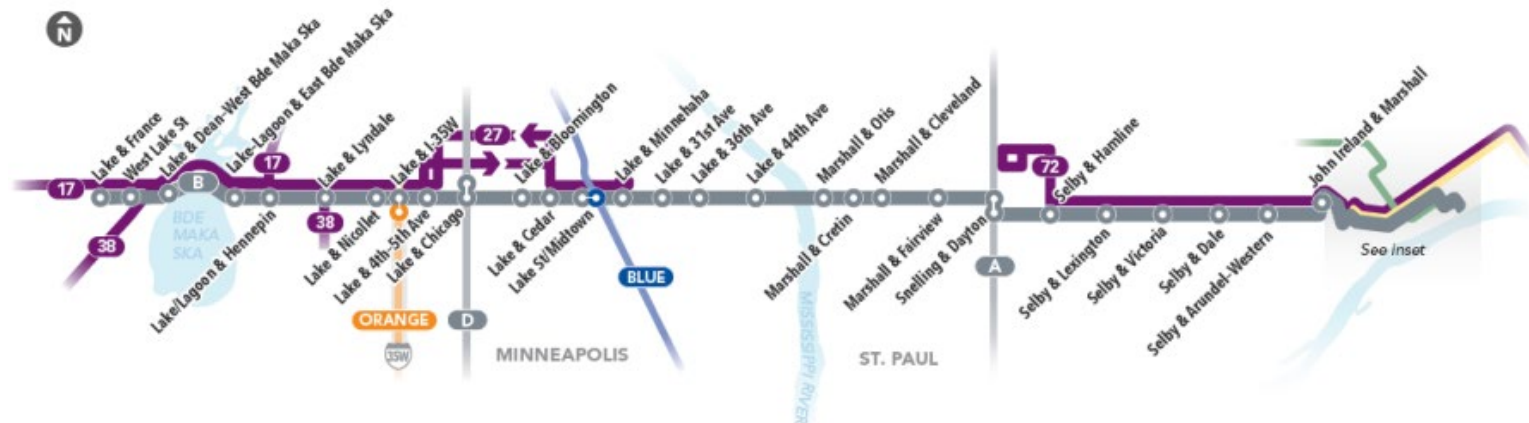 N
Lake & France
West Lake St
Lake & Dean-West Bde Maka Ska
Lake-Lagoon & East Bde Maka Ska
Lake & Lyndale
Lake & I-35W
Lake & Bloomington
Lake & Minnehaha
Lake & 31st Ave
Lake & 36th Ave
Lake & 44th Ave
Marshall & Otis
Marshall & Cleveland
Selby & Hamline
John Ireland & Marshall
17
17
27
72
B
38
38
BDE
MAKA
SKA
Lake/Lagoon & Hennepin
Lake & Nicollet
Lake & 4th-5th Ave
Lake & Chicago
Lake & Cedar
Lake St/Midtown
Marshall & Cretin
Marshall & Fairview
Snelling & Dayton
Selby & Lexington
Selby & Victoria
Selby & Dale
Selby & Arundel-Western
See inset
BLUE
A
ORANGE
D
35W
MINNEAPOLIS
MISSISSIPPI RIVER
ST. PAUL